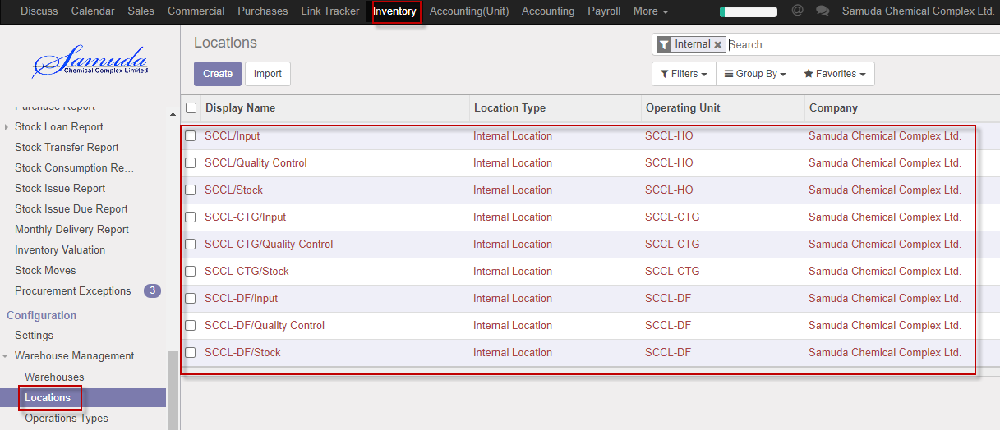 Discuss Calendar Sales Commercial Purchases Link Tracker Inventory Accounting(Unit) Accounting Payroll More @ Samuda Chemical Complex Ltd.
Samuda
Chemical Complex Limited
Locations
Internal Search...
Create Import
Filters Group By Favorites
Purchase Report
Stock Loan Report
Stock Transfer Report
Stock Consumption Re...
Stock Issue Report
Stock Issue Due Report
Monthly Delivery Report
Inventory Valuation
Stock Moves
Procurement Exceptions 3
Configuration
Settings
Warehouse Management
Warehouses
Locations
Operations Types
Display Name Location Type Operating Unit Company
SCCL/Input Internal Location SCCL-HO Samuda Chemical Complex Ltd.
SCCL/Quality Control Internal Location SCCL-HO Samuda Chemical Complex Ltd.
SCCL/Stock Internal Location SCCL-HO Samuda Chemical Complex Ltd.
SCCL-CTG/Input Internal Location SCCL-CTG Samuda Chemical Complex Ltd.
SCCL-CTG/Quality Control Internal Location SCCL-CTG Samuda Chemical Complex Ltd.
SCCL-CTG/Stock Internal Location SCCL-CTG Samuda Chemical Complex Ltd.
SCCL-DF/Input Internal Location SCCL-DF Samuda Chemical Complex Ltd.
SCCL-DF/Quality Control Internal Location SCCL-DF Samuda Chemical Complex Ltd.
SCCL-DF/Stock Internal Location SCCL-DF Samuda Chemical Complex Ltd.